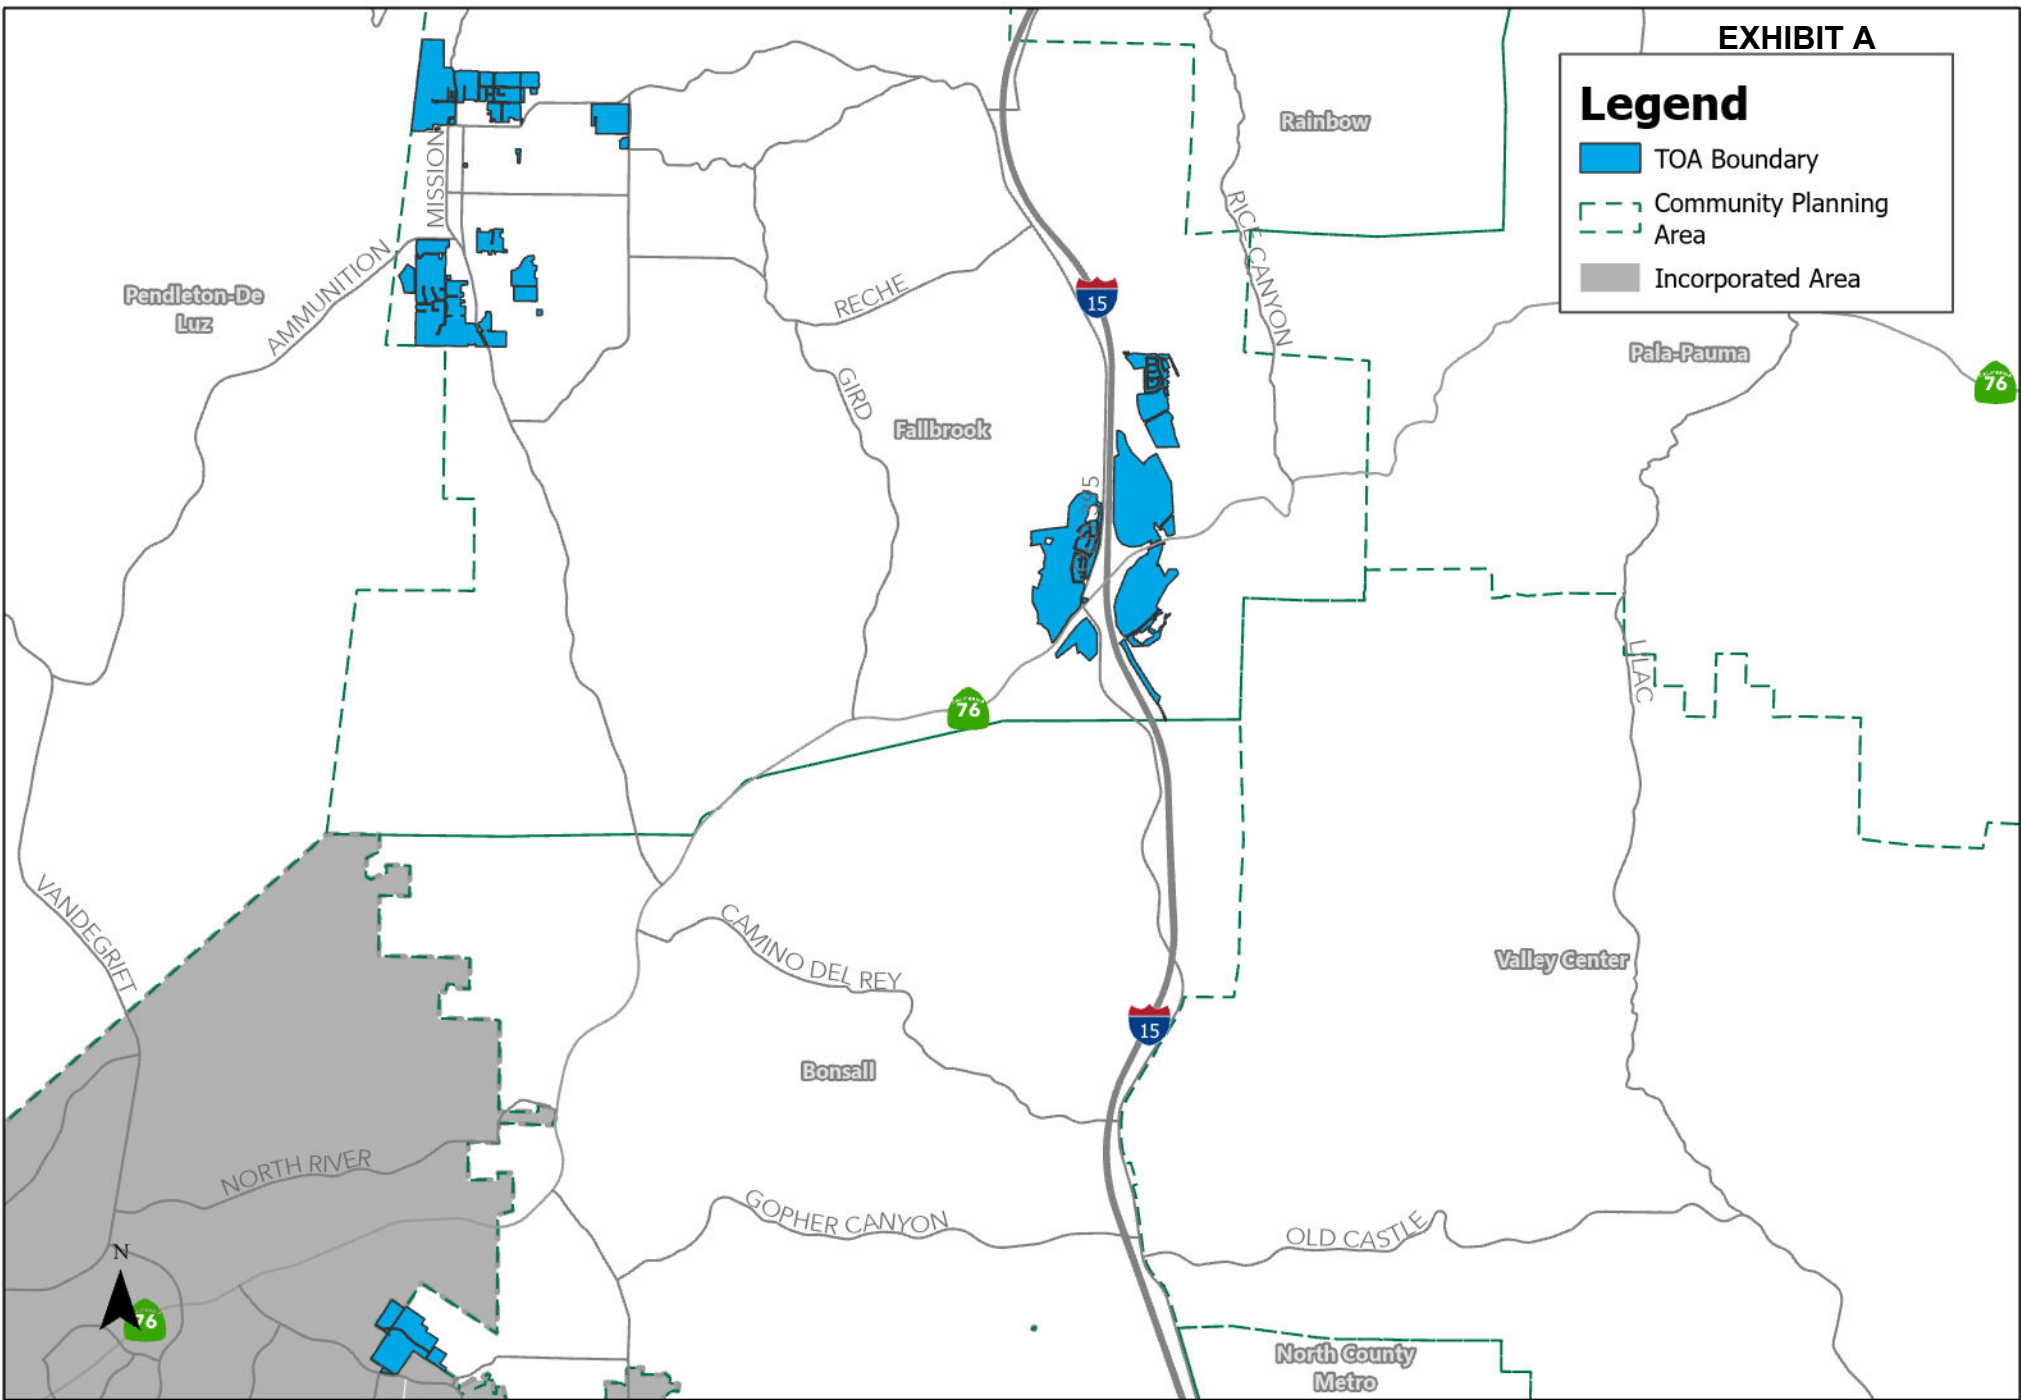 EXHIBIT A
Legend
TOA Boundary
Community Planning
Area
Incorporated Area
Rainbow
MISSION
RICE CANYON
AMMUNITION
Pendleton-De
Luz
RECHE
15
Pala-Pauma
76
GIRD
Fallbrook
15
LILAC
76
VANDEGRIFT
CAMINO DEL REY
Valley Center
15
Bonsall
NORTH RIVER
GOPHER CANYON
OLD CASTLE
N
76
North County
Metro